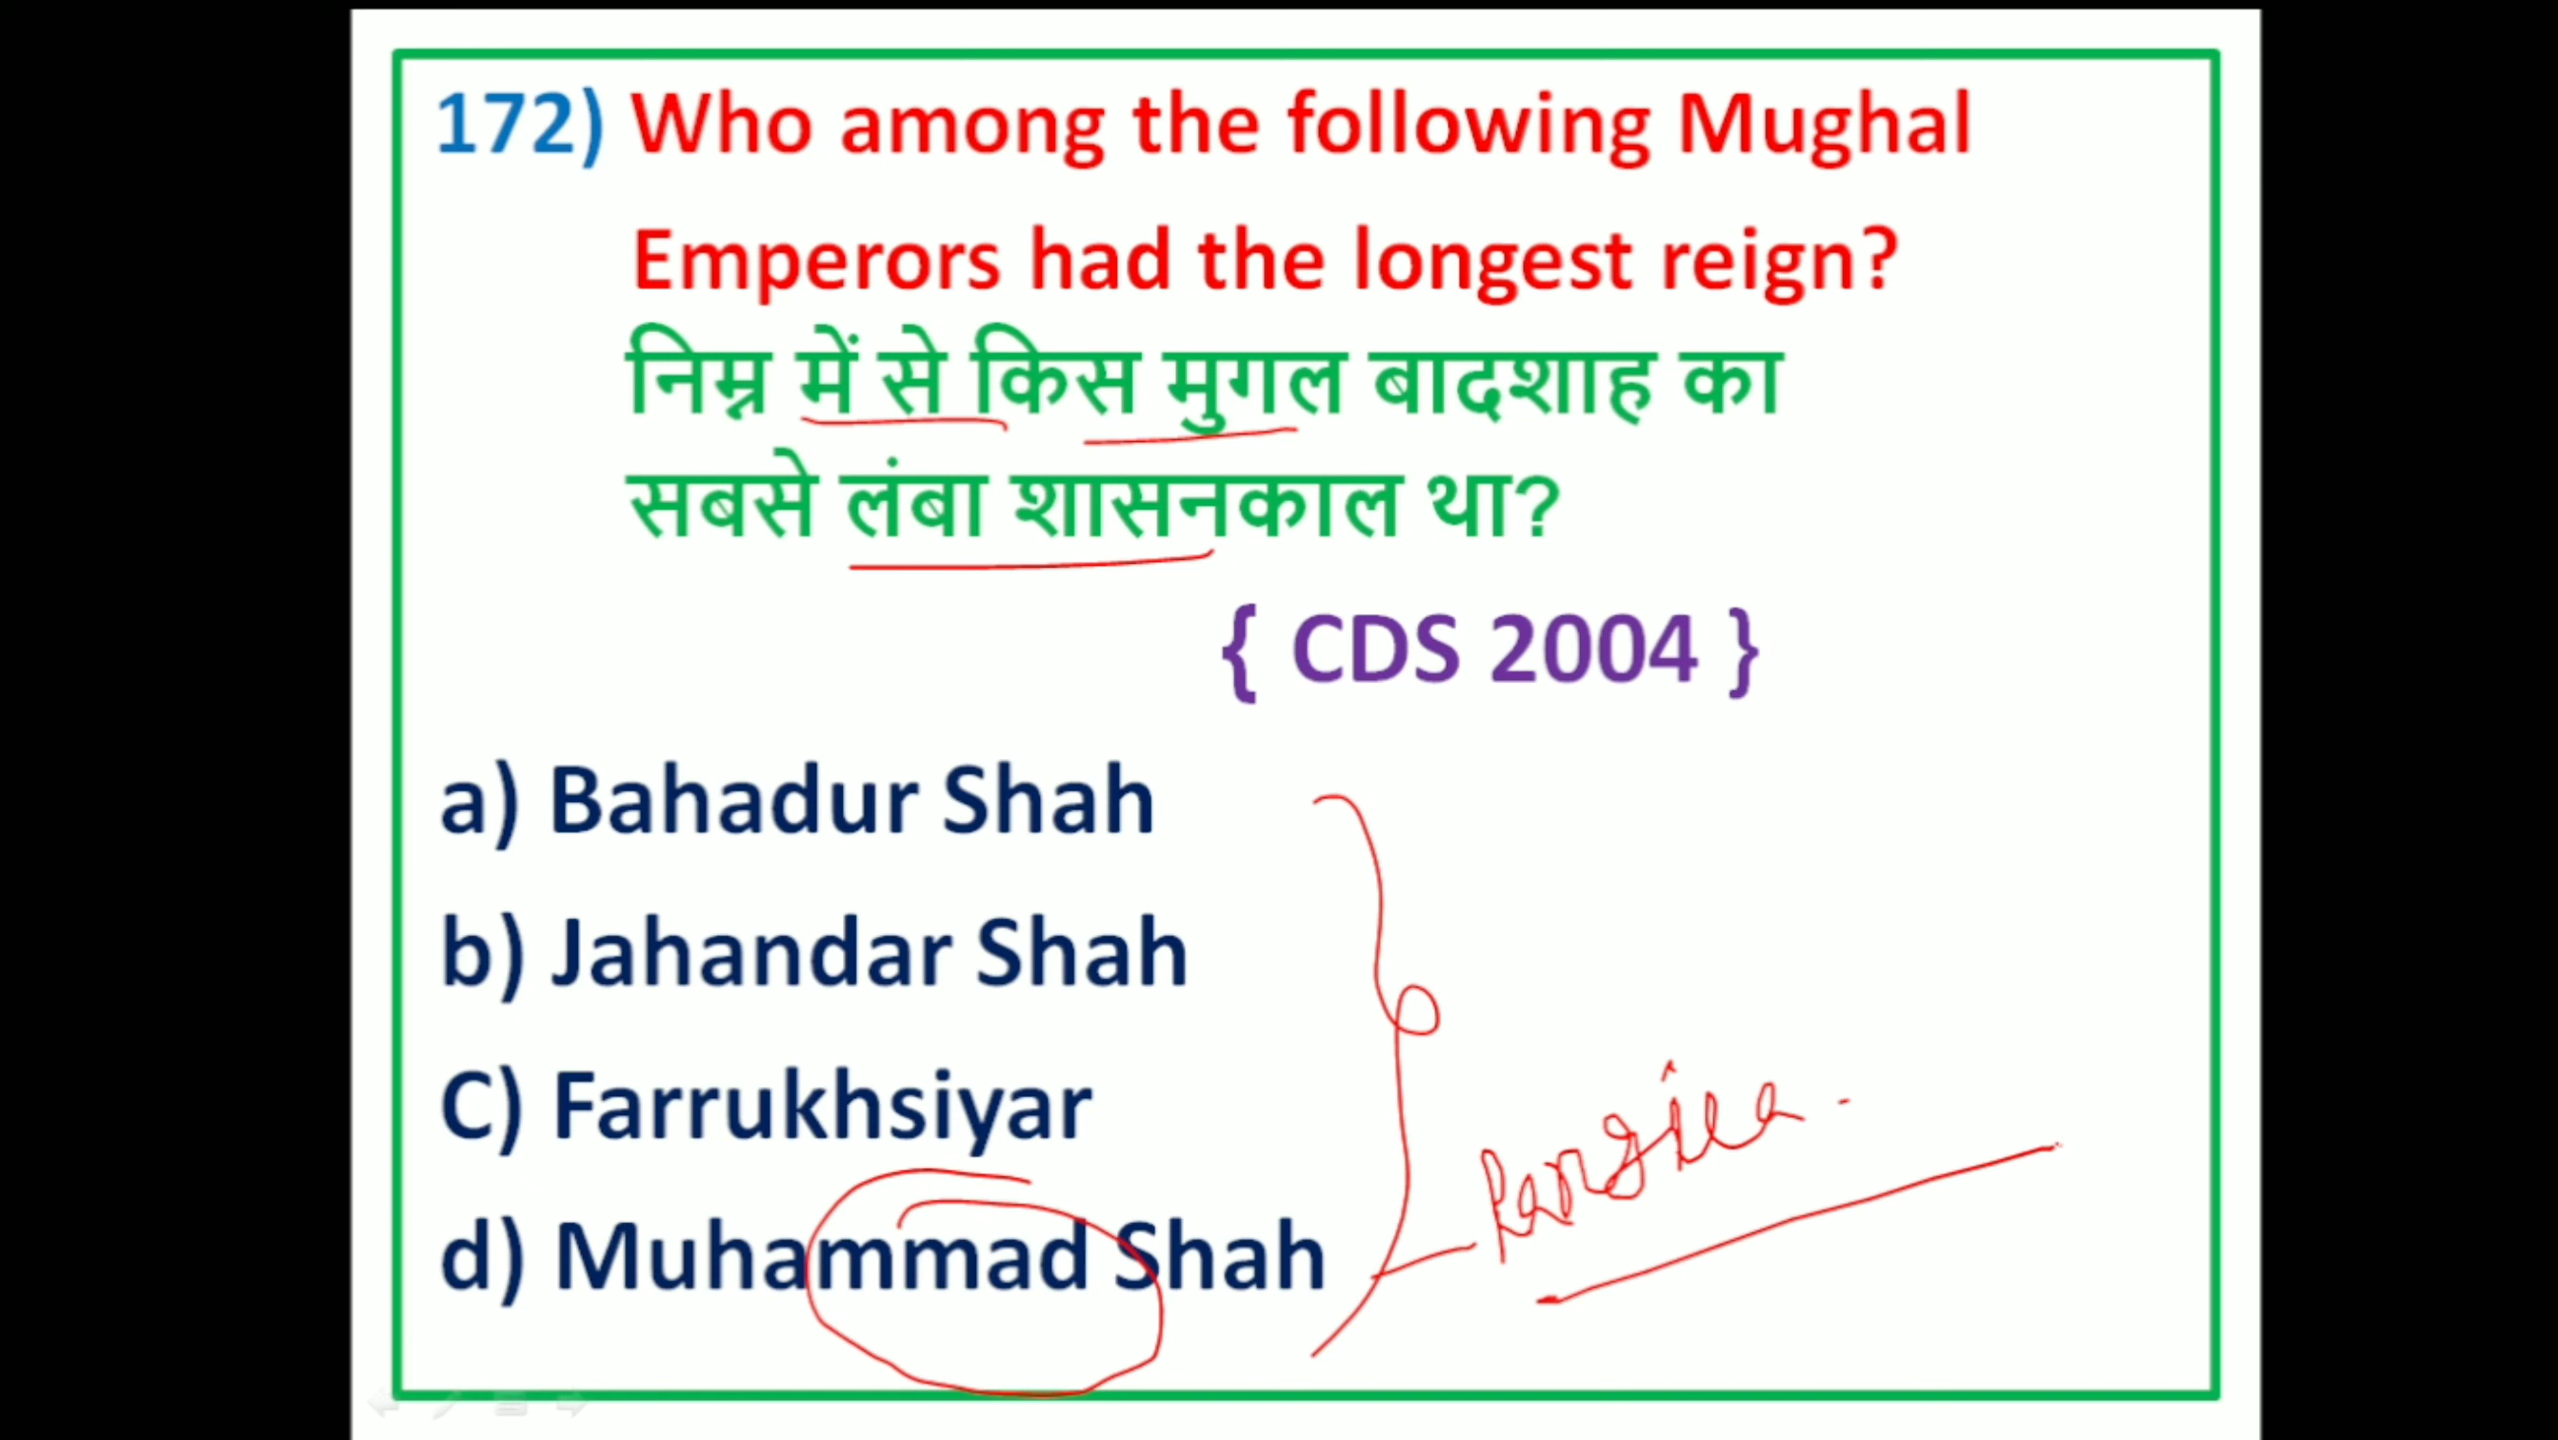 172) Who among the following Mughal
Emperors had the longest reign?
निम्न में से किस मुगल बादशाह का
सबसे लंबा शासनकाल था?
{ CDS 2004 }
a) Bahadur Shah
b) Jahandar Shah
C) Farrukhsiyar
d) Muhammad Shah